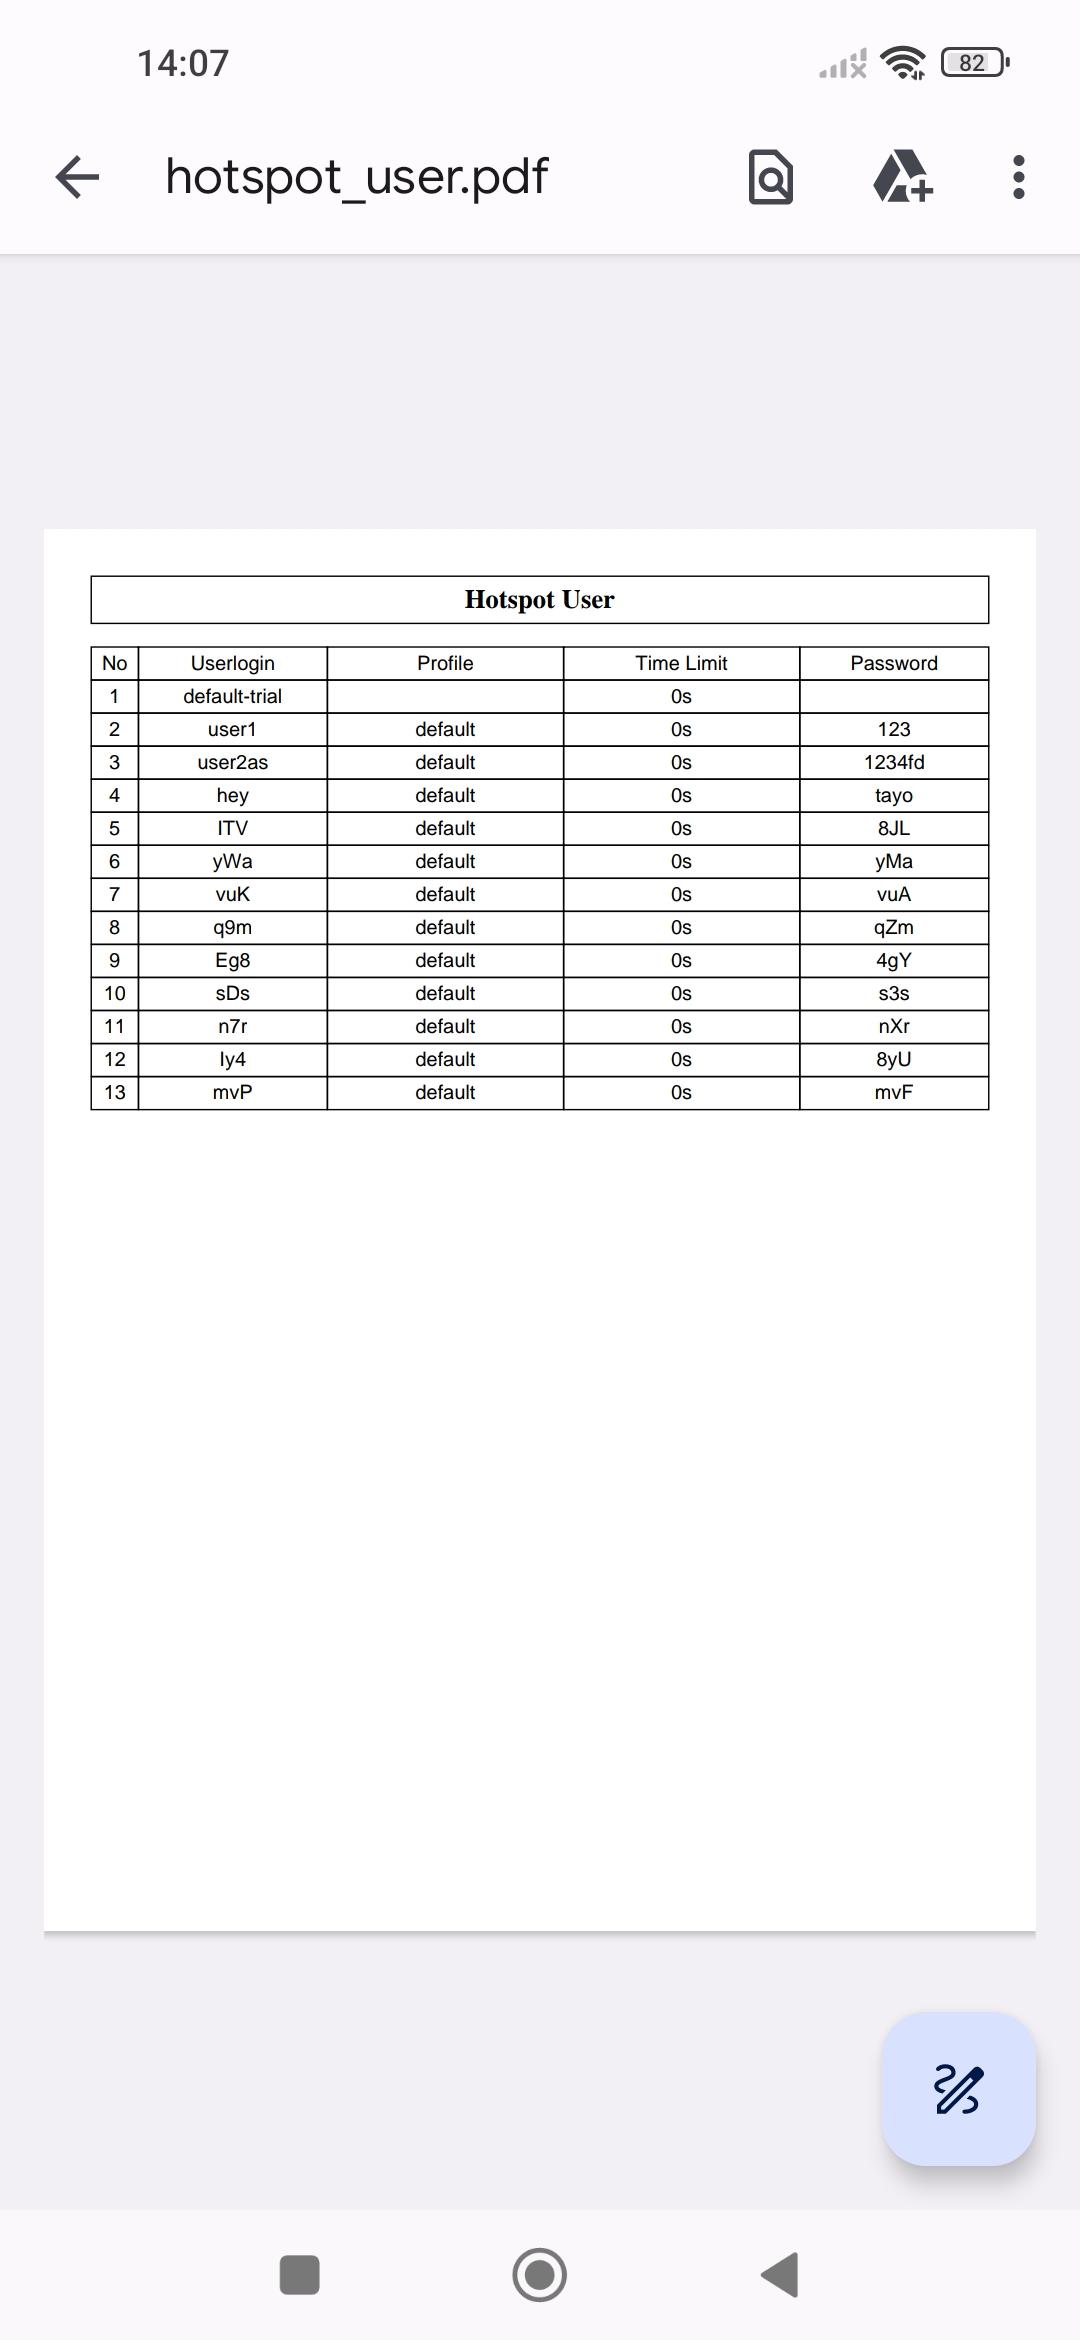 14:07
82
hotspot_user.pdf
Hotspot User
No Userlogin Profile Time Limit Password
1 default-trial 0s
2 user1 default 0s 123
3 user2as default 0s 1234fd
4 hey default 0s tayo
5 ITV default 0s 8JL
6 yWa default 0s yMa
7 vuK default 0s vuA
8 q9m default 0s qZm
9 Eg8 default 0s 4gY
10 sDs default 0s s3s
11 n7r default 0s nXr
12 ly4 default 0s 8yU
13 mvP default 0s mvF